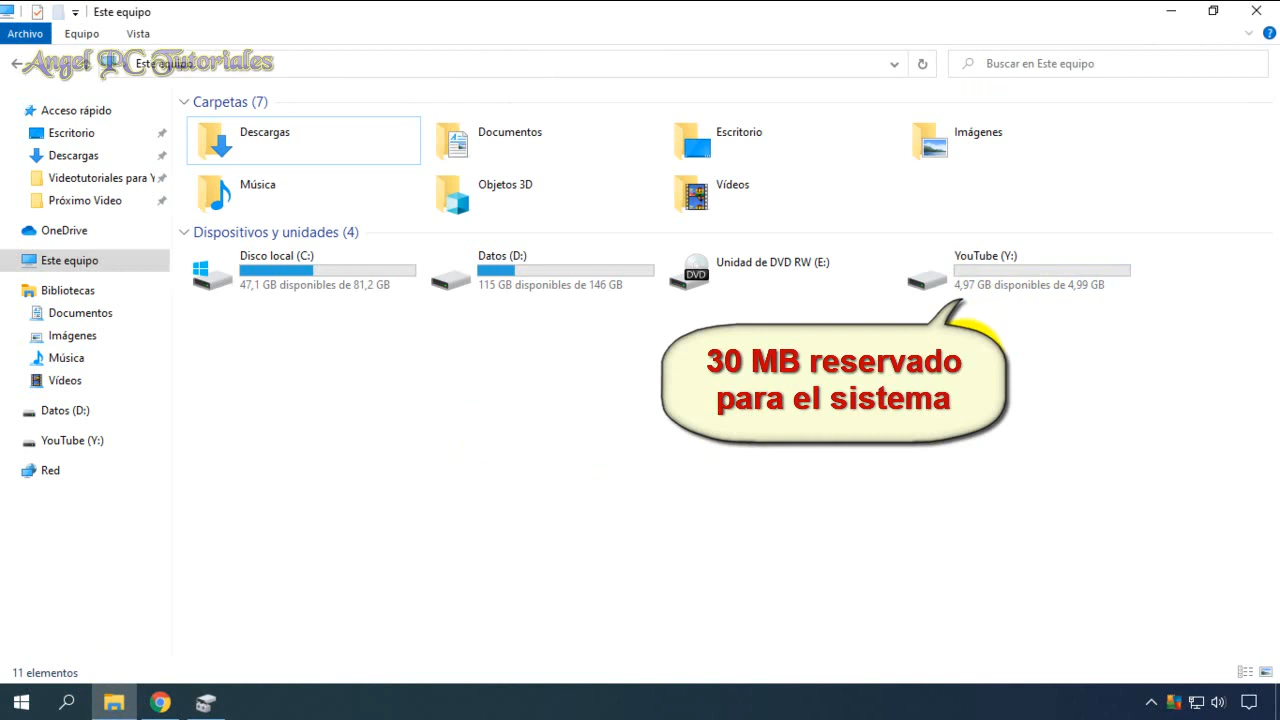 Este equipo
Archivo Equipo Vista
Angel PC Tutoriales
Este equipo
Buscar en Este equipo
Acceso rápido
Escritorio
Descargas
Videotutoriales para Y
Próximo Video
OneDrive
Este equipo
Bibliotecas
Documentos
Imágenes
Música
Vídeos
Datos (D:)
YouTube (Y:)
Red
Carpetas (7)
Descargas
Documentos
Escritorio
Imágenes
Música
Objetos 3D
Vídeos
Dispositivos y unidades (4)
Disco local (C:)
47,1 GB disponibles de 81,2 GB
Datos (D:)
115 GB disponibles de 146 GB
DVD
Unidad de DVD RW (E:)
YouTube (Y:)
4,97 GB disponibles de 4,99 GB
30 MB reservado
para el sistema
11 elementos